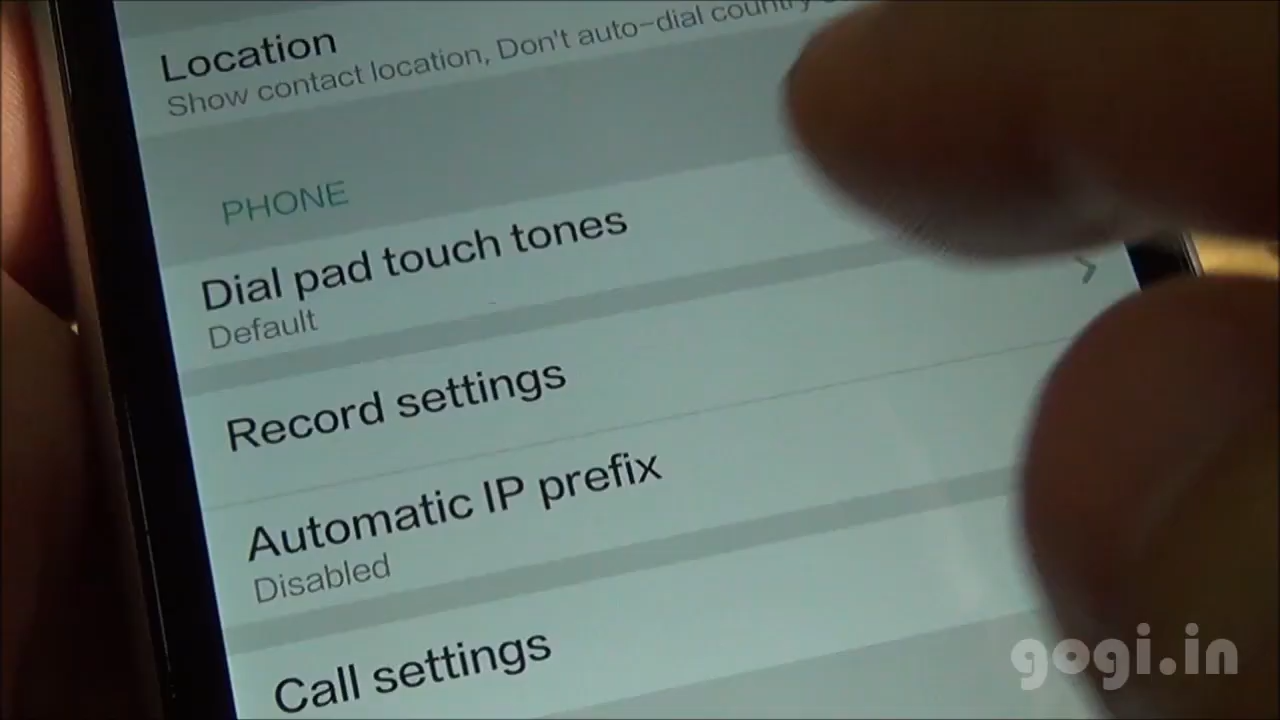 Location
Show contact location, Don't auto-dial country
PHONE
Dial pad touch tones
Default
Record settings
Automatic IP prefix
Disabled
Call settings
gogi.in